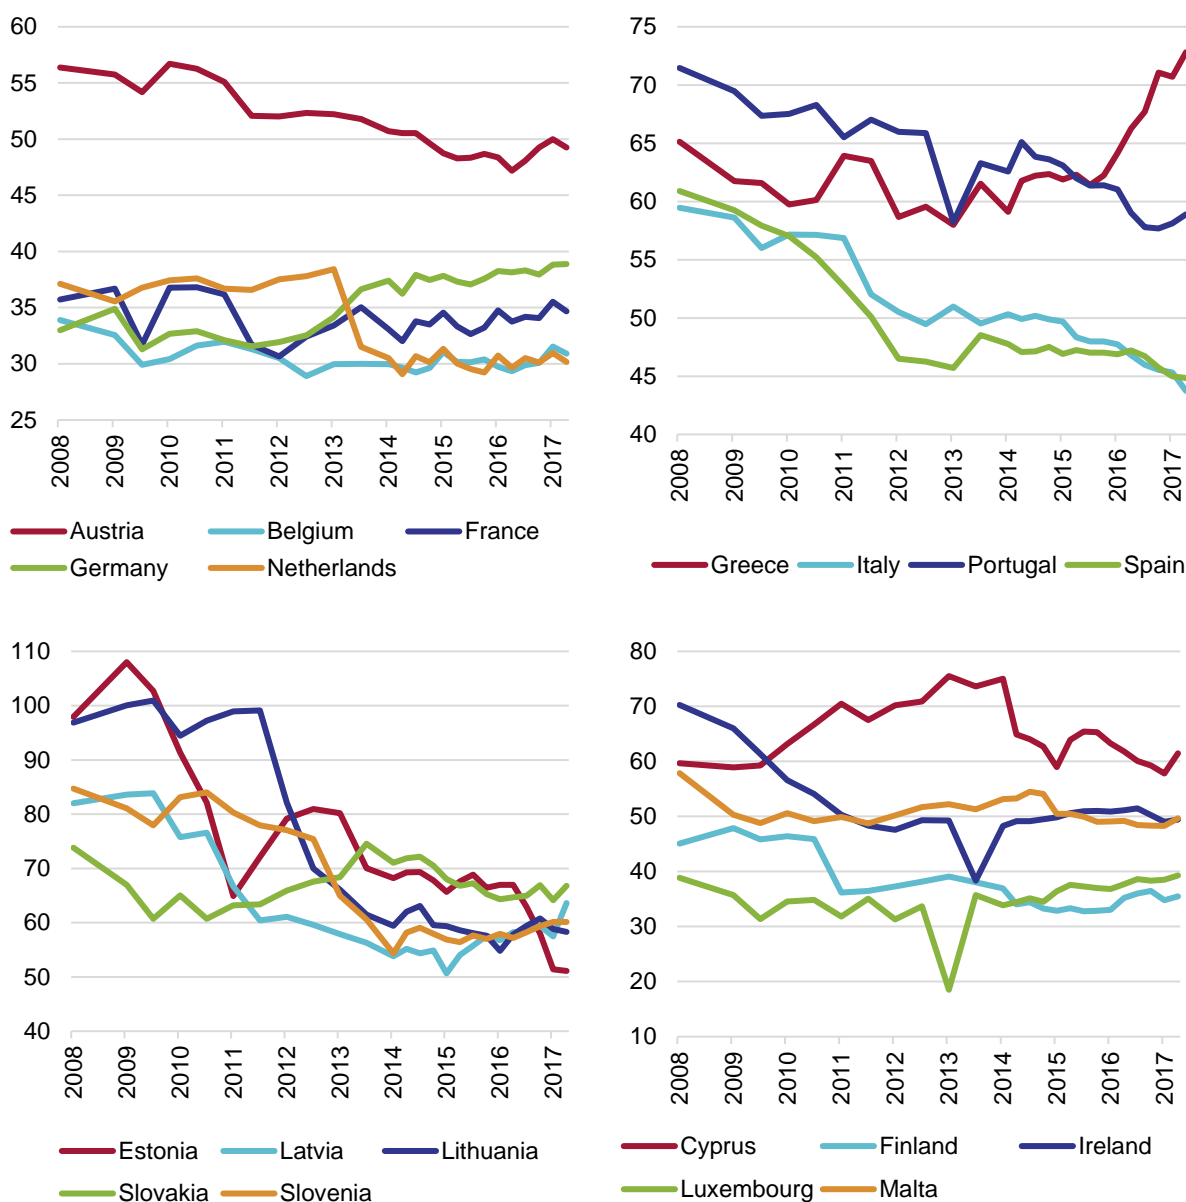 60
55
50
45
40
35
30
25
2008 2009 2010 2011 2012 2013 2014 2015 2016 2017
Austria Belgium France
Germany Netherlands
75
70
65
60
55
50
45
40
2008 2009 2010 2011 2012 2013 2014 2015 2016 2017
Greece Italy Portugal Spain
110
100
90
80
70
60
50
40
2008 2009 2010 2011 2012 2013 2014 2015 2016 2017
Estonia Latvia Lithuania
Slovakia Slovenia
80
70
60
50
40
30
20
10
2008 2009 2010 2011 2012 2013 2014 2015 2016 2017
Cyprus Finland Ireland
Luxembourg Malta